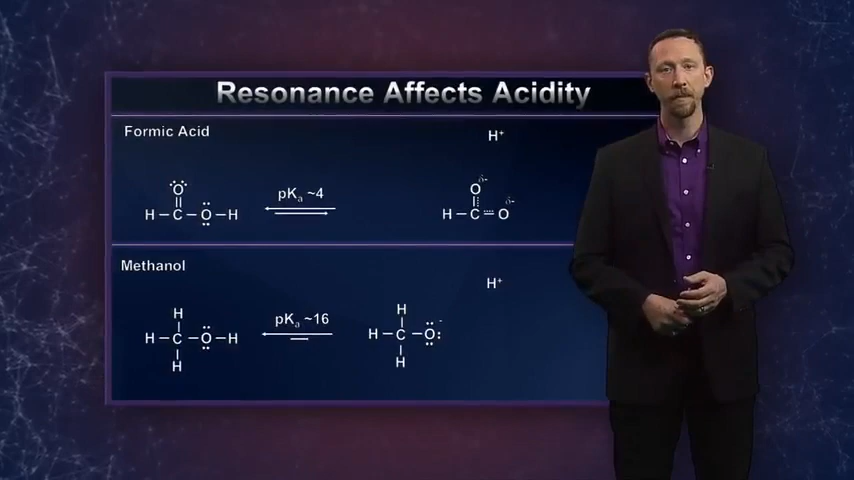 Resonance Affects Acidity
Formic Acid
H⁺
O δ-
pKₐ ~4
O δ-
H C O H
H C O
Methanol
H⁺
H
H
pKₐ ~16
H C O H
H C O -
H
H